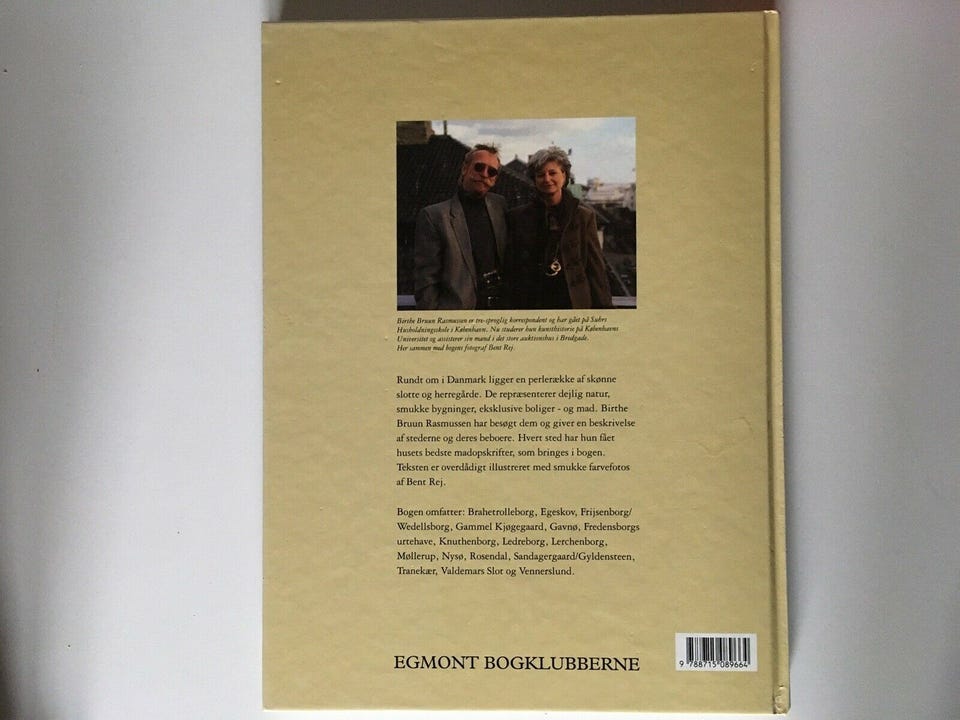 Birthe Bruun Rasmussen er tre-sproglig korrespondent og har gået på Suhrs
Husholdningsskole i København. Nu studerer hun kunsthistorie på Københavns
Universitet og assisterer sin mand i det store auktionshus i Bredgade.
Her sammen med bogens fotograf Bent Rej.
Rundt om i Danmark ligger en perlerække af skønne
slotte og herregårde. De repræsenterer dejlig natur,
smukke bygninger, eksklusive boliger - og mad. Birthe
Bruun Rasmussen har besøgt dem og giver en beskrivelse
af stederne og deres beboere. Hvert sted har hun fået
husets bedste madopskrifter, som bringes i bogen.
Teksten er overdådigt illustreret med smukke farvefotos
af Bent Rej.
Bogen omfatter: Brahetrolleborg, Egeskov, Frijsenborg/
Wedellsborg, Gammel Kjøgegaard, Gavnø, Fredensborgs
urtehave, Knuthenborg, Ledreborg, Lerchenborg,
Møllerup, Nysø, Rosendal, Sandagergaard/Gyldensteen,
Tranekær, Valdemars Slot og Vennerslund.
EGMONT BOGKLUBBERNE
9 788715 089664